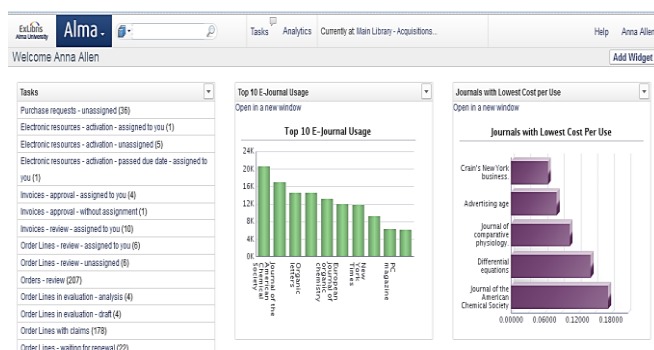 ExLibris
Alma University
Alma
Tasks
Analytics
Currently at: Main Library - Acquisitions...
Help
Anna Allen
Welcome Anna Allen
Add Widget
Tasks
Purchase requests - unassigned (36)
Electronic resources - activation - assigned to you (1)
Electronic resources - activation - unassigned (5)
Electronic resources - activation - passed due date - assigned to
you (1)
Invoices - approval - assigned to you (4)
Invoices - approval - without assignment (1)
Invoices - review - assigned to you (10)
Order Lines - review - assigned to you (6)
Order Lines - review - unassigned (6)
Orders - review (207)
Order Lines in evaluation - analysis (4)
Order Lines in evaluation - draft (4)
Order Lines with claims (178)
Order Lines - waiting for renewal (22)
Top 10 E-Journal Usage
Open in a new window
Top 10 E-Journal Usage
24K
20K
16K
12K
8K
4K
0K
Journal of the
American
Chemical
Society
Organic
letters
European
journal of
organic
chemistry
New
York
Times
PC
magazine
Journals with Lowest Cost per Use
Open in a new window
Journals with Lowest Cost Per Use
Crain's New York
business.
Advertising age
Journal of
comparative
physiology.
Differential
equations
Journal of the
American
Chemical Society
0.00000 0.06000 0.12000 0.18000